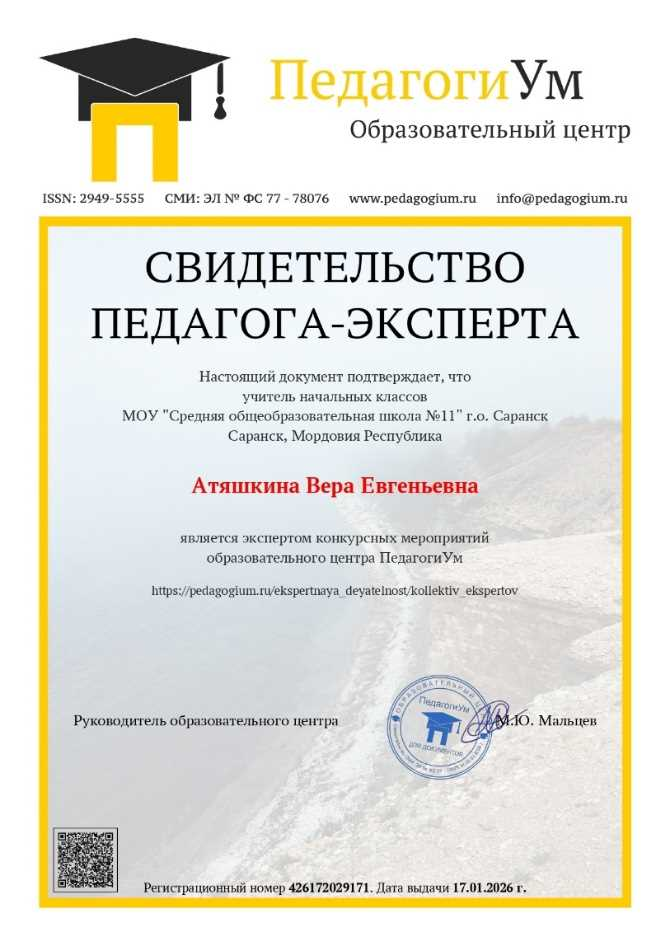 ПедагогиУм
Образовательный центр
ISSN: 2949-5555 СМИ: ЭЛ № ФС 77 - 78076 www.pedagogium.ru info@pedagogium.ru
СВИДЕТЕЛЬСТВО
ПЕДАГОГА-ЭКСПЕРТА
Настоящий документ подтверждает, что
учитель начальных классов
МОУ "Средняя общеобразовательная школа №11" г.о. Саранск
Саранск, Мордовия Республика
Атяшкина Вера Евгеньевна
является экспертом конкурсных мероприятий
образовательного центра ПедагогиУм
https://pedagogium.ru/ekspertnaya_deyatelnost/kollektiv_ekspertov
ОБРАЗОВАТЕЛЬНЫЙ
ПедагогиУм
ДЛЯ ДОКУМЕНТОВ
Руководитель образовательного центра М.Ю. Мальцев
Регистрационный номер 426172029171. Дата выдачи 17.01.2026 г.